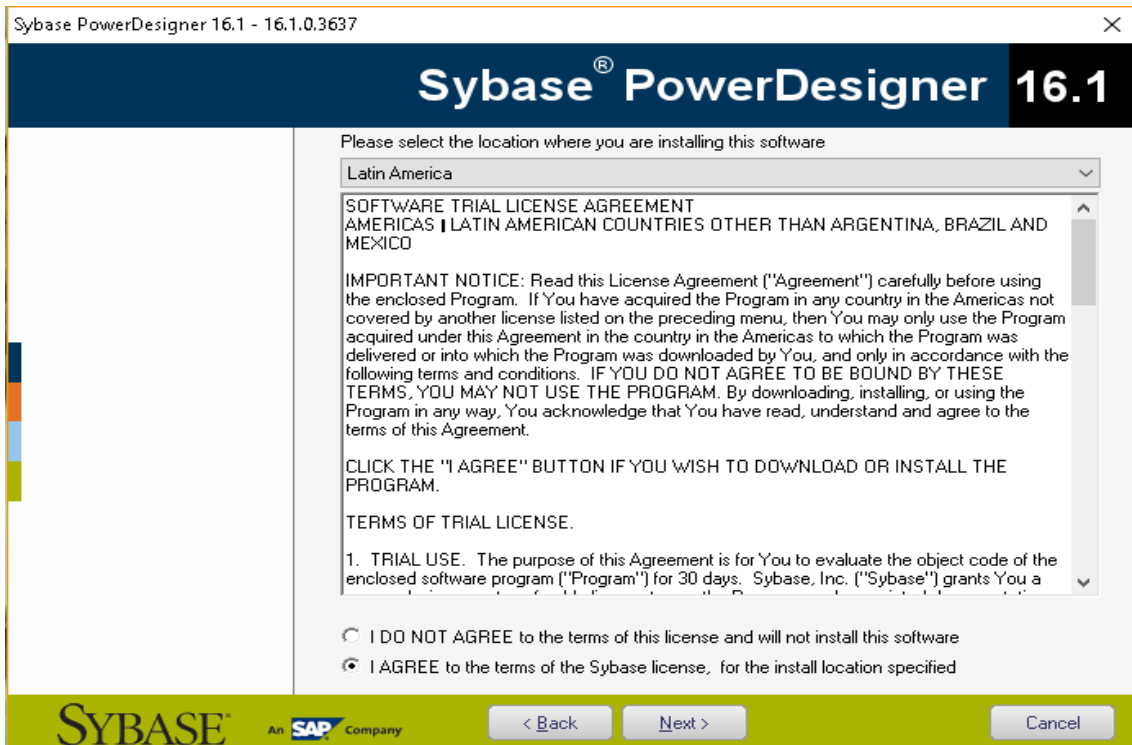 Sybase PowerDesigner 16.1 - 16.1.0.3637
Sybase® PowerDesigner 16.1
Please select the location where you are installing this software
Latin America
SOFTWARE TRIAL LICENSE AGREEMENT
AMERICAS | LATIN AMERICAN COUNTRIES OTHER THAN ARGENTINA, BRAZIL AND
MEXICO
IMPORTANT NOTICE: Read this License Agreement ("Agreement") carefully before using
the enclosed Program. If You have acquired the Program in any country in the Americas not
covered by another license listed on the preceding menu, then You may only use the Program
acquired under this Agreement in the country in the Americas to which the Program was
delivered or into which the Program was downloaded by You, and only in accordance with the
following terms and conditions. IF YOU DO NOT AGREE TO BE BOUND BY THESE
TERMS, YOU MAY NOT USE THE PROGRAM. By downloading, installing, or using the
Program in any way, You acknowledge that You have read, understand and agree to the
terms of this Agreement.
CLICK THE "I AGREE" BUTTON IF YOU WISH TO DOWNLOAD OR INSTALL THE
PROGRAM.
TERMS OF TRIAL LICENSE.
1. TRIAL USE. The purpose of this Agreement is for You to evaluate the object code of the
enclosed software program ("Program") for 30 days. Sybase, Inc. ("Sybase") grants You a
I DO NOT AGREE to the terms of this license and will not install this software
I AGREE to the terms of the Sybase license, for the install location specified
SYBASE® An SAP Company
< Back
Next >
Cancel